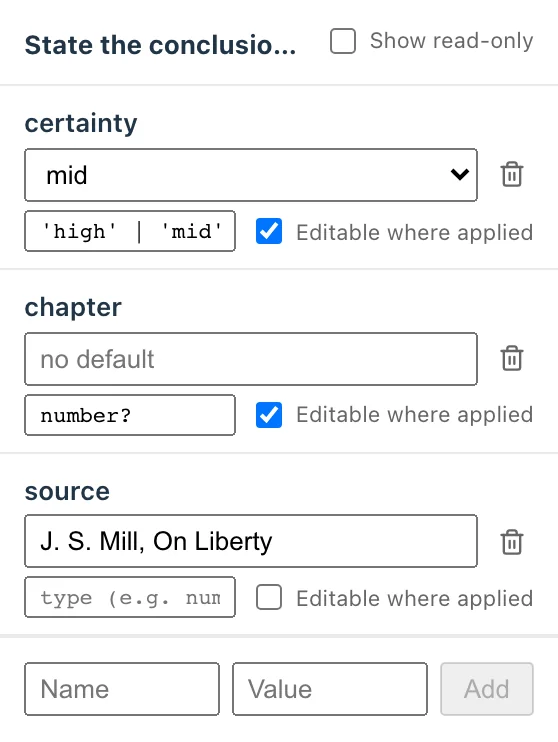 State the conclusio... Show read-only
certainty
mid
'high' | 'mid' Editable where applied
chapter
no default
number? Editable where applied
source
J. S. Mill, On Liberty
type (e.g. num Editable where applied
Name Value Add